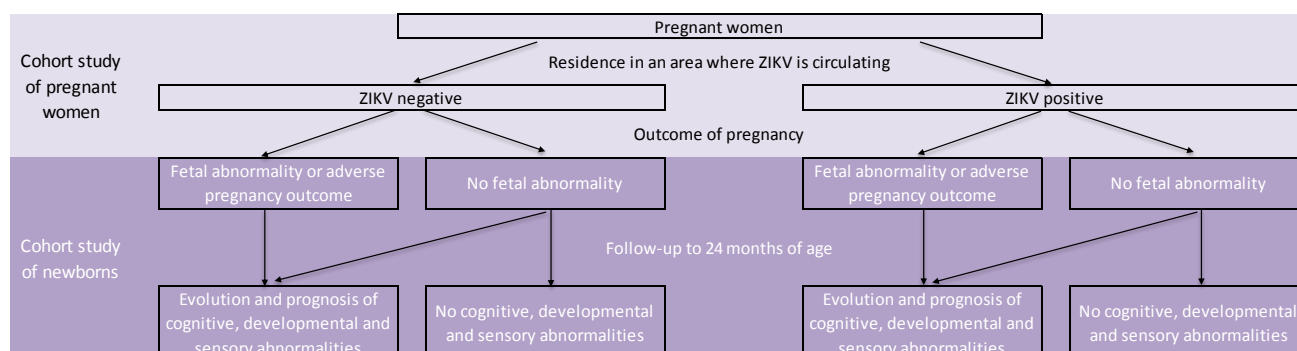 Pregnant women
Cohort study
of pregnant
women
Residence in an area where ZIKV is circulating
ZIKV negative
ZIKV positive
Outcome of pregnancy
Fetal abnormality or adverse
pregnancy outcome
No fetal abnormality
Fetal abnormality or adverse
pregnancy outcome
No fetal abnormality
Cohort study
of newborns
Follow-up to 24 months of age
Evolution and prognosis of
cognitive, developmental and
sensory abnormalities
No cognitive, developmental
and sensory abnormalities
Evolution and prognosis of
cognitive, developmental and
sensory abnormalities
No cognitive, developmental
and sensory abnormalities